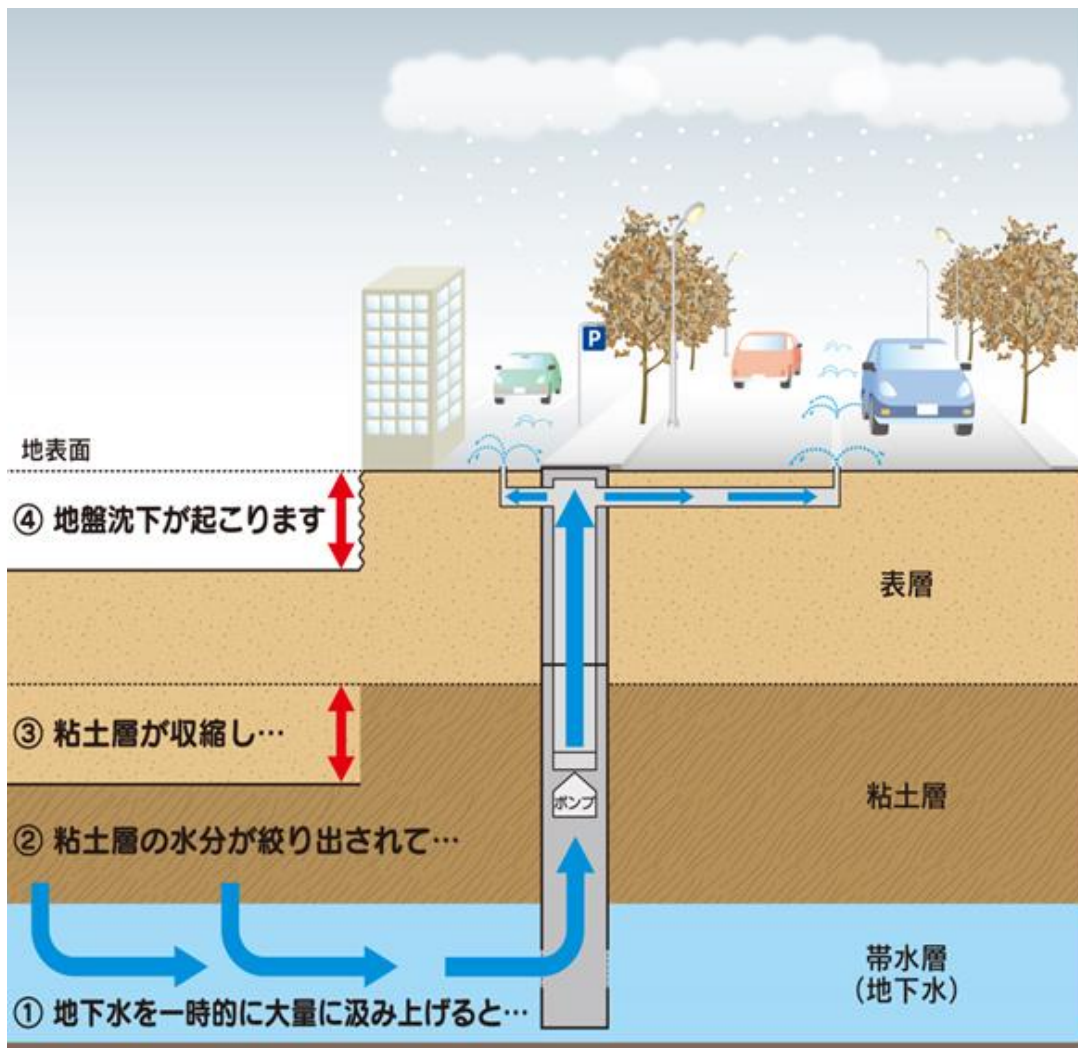 P
地表面
④ 地盤沈下が起こります
表層
③ 粘土層が収縮し…
ポンプ
粘土層
② 粘土層の水分が絞り出されて…
帯水層
(地下水)
① 地下水を一時的に大量に汲み上げると…